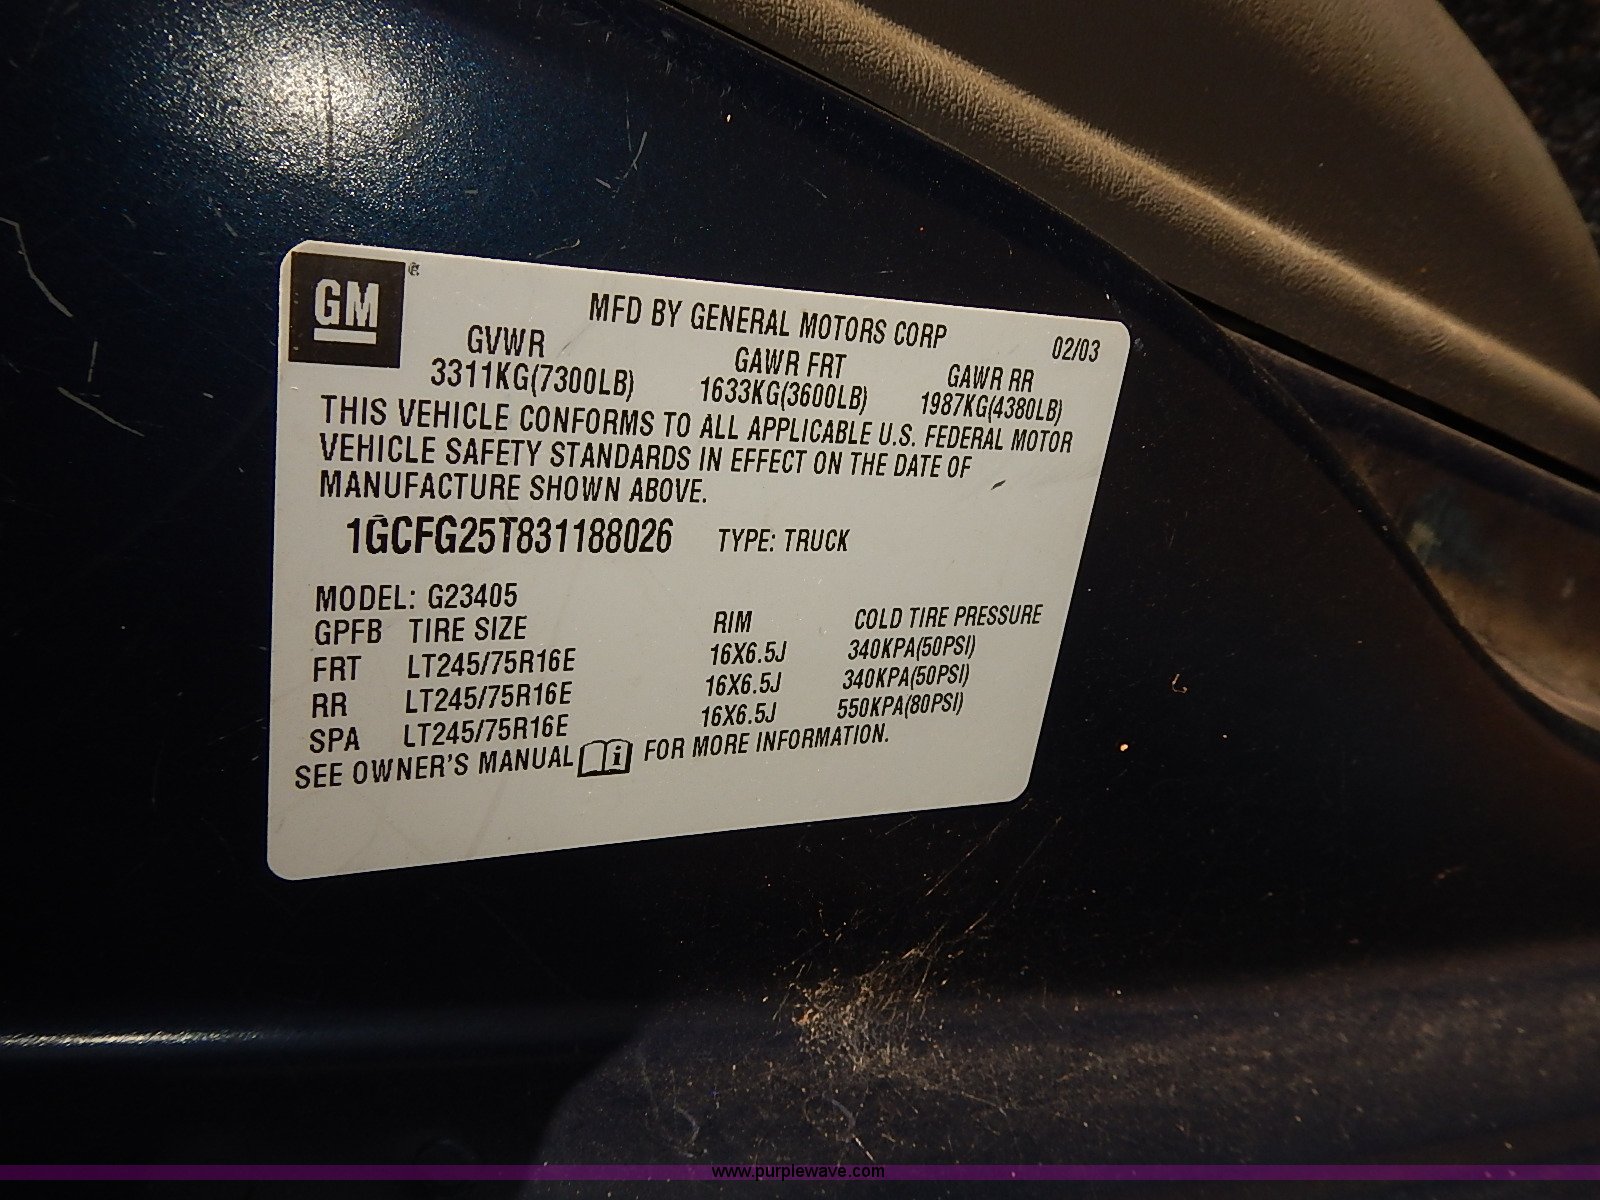 GM
MFD BY GENERAL MOTORS CORP 02/03
GVWR GAWR FRT GAWR RR
3311KG(7300LB) 1633KG(3600LB) 1987KG(4380LB)
THIS VEHICLE CONFORMS TO ALL APPLICABLE U.S. FEDERAL MOTOR
VEHICLE SAFETY STANDARDS IN EFFECT ON THE DATE OF
MANUFACTURE SHOWN ABOVE.
1GCFG25T831188026 TYPE: TRUCK
MODEL: G23405
GPFB TIRE SIZE RIM COLD TIRE PRESSURE
FRT LT245/75R16E 16X6.5J 340KPA(50PSI)
RR LT245/75R16E 16X6.5J 340KPA(50PSI)
SPA LT245/75R16E 16X6.5J 550KPA(80PSI)
SEE OWNER'S MANUAL i FOR MORE INFORMATION.
www.purplewave.com